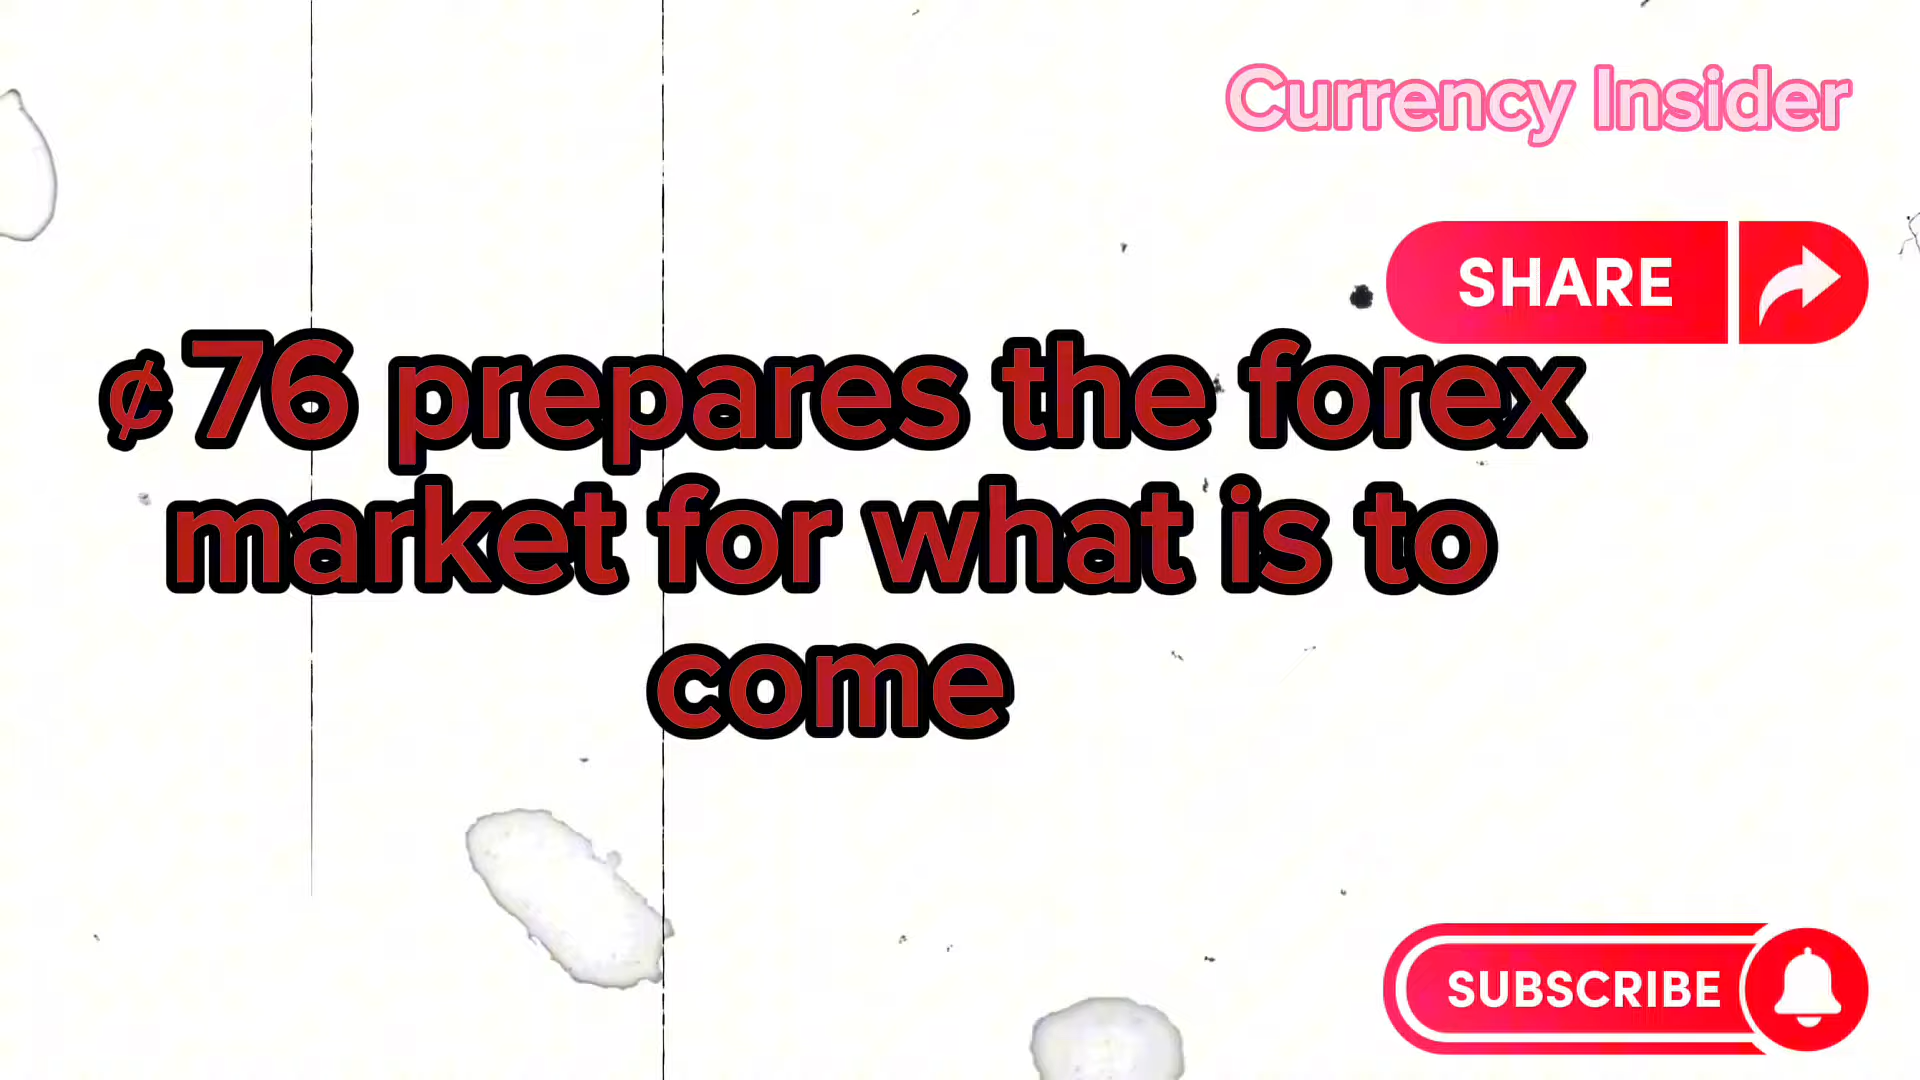 Currency Insider
SHARE
¢76 prepares the forex
market for what is to
come
SUBSCRIBE